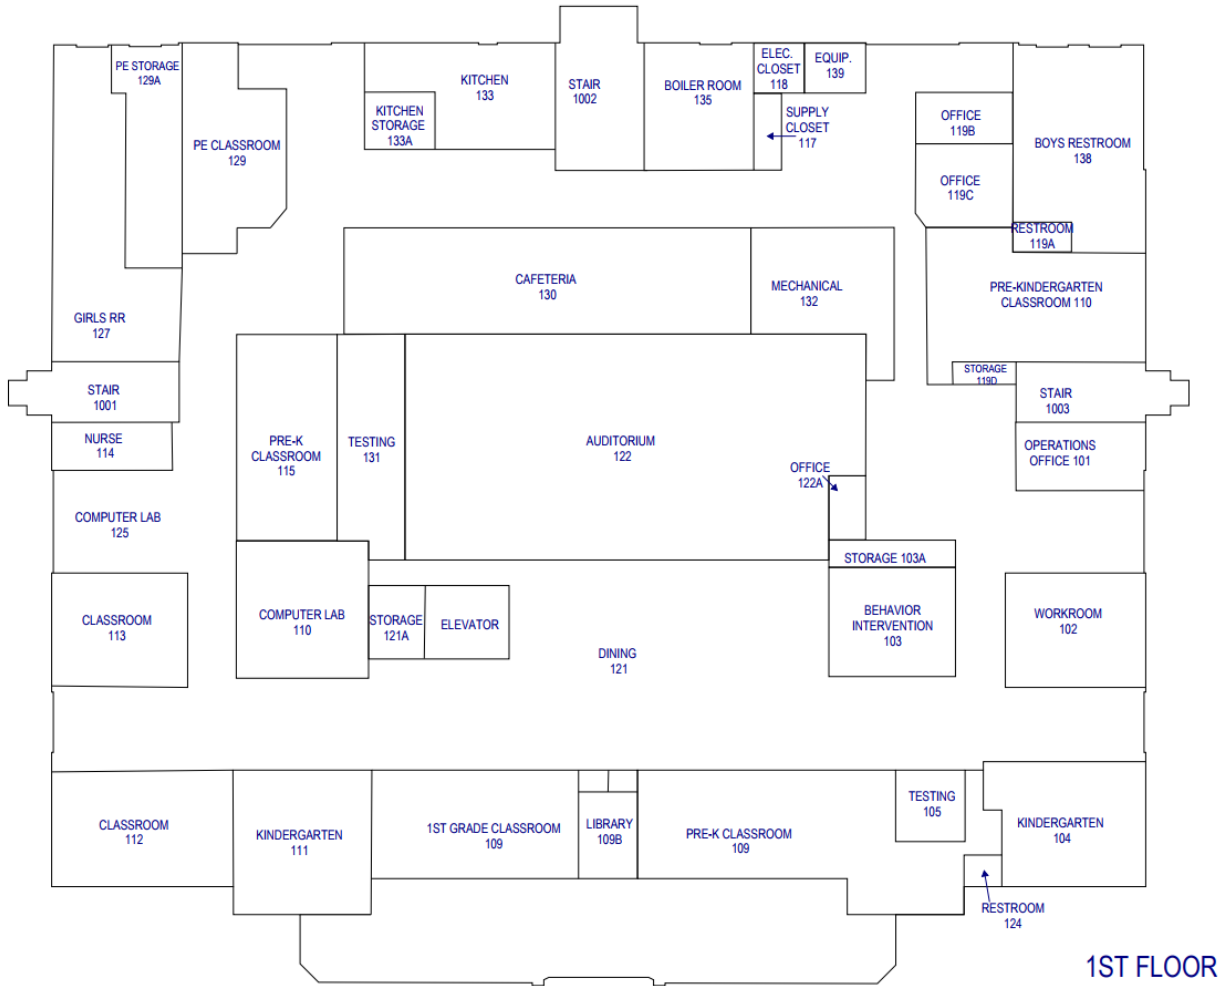 PE STORAGE
129A
KITCHEN
133
STAIR
1002
BOILER ROOM
135
ELEC.
CLOSET
118
EQUIP.
139
KITCHEN
STORAGE
133A
SUPPLY
CLOSET
117
OFFICE
119B
PE CLASSROOM
129
BOYS RESTROOM
138
OFFICE
119C
RESTROOM
119A
CAFETERIA
130
MECHANICAL
132
PRE-KINDERGARTEN
CLASSROOM 110
GIRLS RR
127
STORAGE
119D
STAIR
1001
STAIR
1003
NURSE
114
PRE-K
CLASSROOM
115
TESTING
131
AUDITORIUM
122
OPERATIONS
OFFICE 101
OFFICE
122A
COMPUTER LAB
125
STORAGE 103A
CLASSROOM
113
COMPUTER LAB
110
STORAGE
121A
ELEVATOR
BEHAVIOR
INTERVENTION
103
WORKROOM
102
DINING
121
CLASSROOM
112
KINDERGARTEN
111
1ST GRADE CLASSROOM
109
LIBRARY
109B
PRE-K CLASSROOM
109
TESTING
105
KINDERGARTEN
104
RESTROOM
124
1ST FLOOR